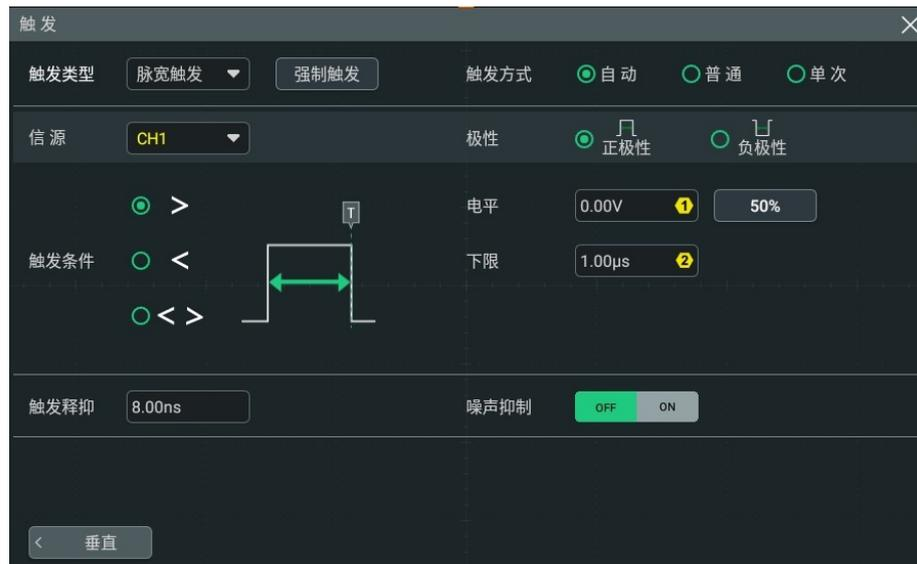 触发
触发类型 脉宽触发 强制触发 触发方式 自动 普通 单次
信源 CH1 极性 正极性 负极性
T
> 电平 0.00V 1 50%
触发条件 < 下限 1.00μs 2
< >
触发释抑 8.00ns 噪声抑制 OFF ON
< 垂直